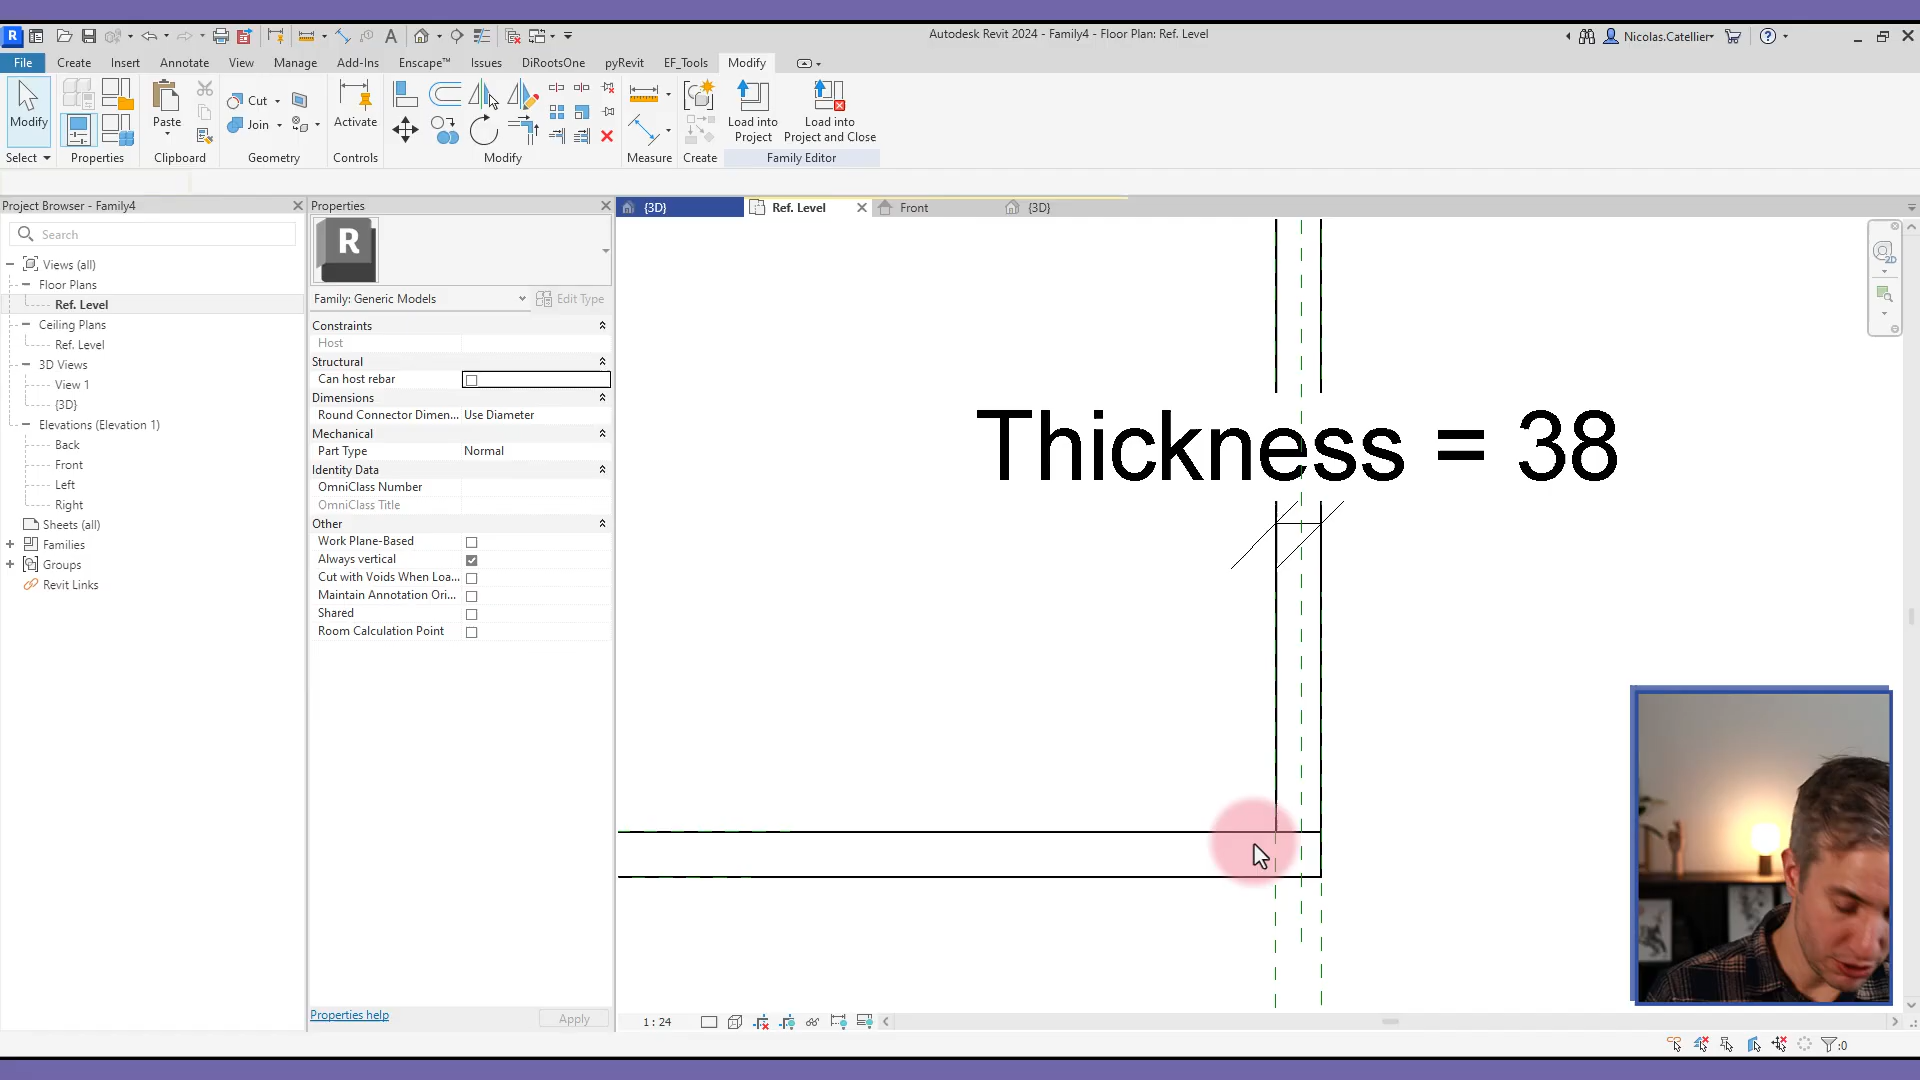 Autodesk Revit 2024 - Family4 - Floor Plan: Ref. Level
Nicolas.Catellier
File Create Insert Annotate View Manage Add-Ins Enscape™ Issues DiRootsOne pyRevit EF_Tools Modify
Modify
Paste
Cut
Join
Activate
Load into Project
Load into Project and Close
Select Properties Clipboard Geometry Controls Modify Measure Create Family Editor
Project Browser - Family4
Search
Views (all)
Floor Plans
Ref. Level
Ceiling Plans
Ref. Level
3D Views
View 1
{3D}
Elevations (Elevation 1)
Back
Front
Left
Right
Sheets (all)
Families
Groups
Revit Links
Properties
R
Family: Generic Models
Edit Type
Constraints
Host
Structural
Can host rebar
Dimensions
Round Connector Dimen... Use Diameter
Mechanical
Part Type Normal
Identity Data
OmniClass Number
OmniClass Title
Other
Work Plane-Based
Always vertical
Cut with Voids When Loa...
Maintain Annotation Ori...
Shared
Room Calculation Point
Properties help
Apply
{3D} Ref. Level Front {3D}
Thickness = 38
2D
1 : 24
:0